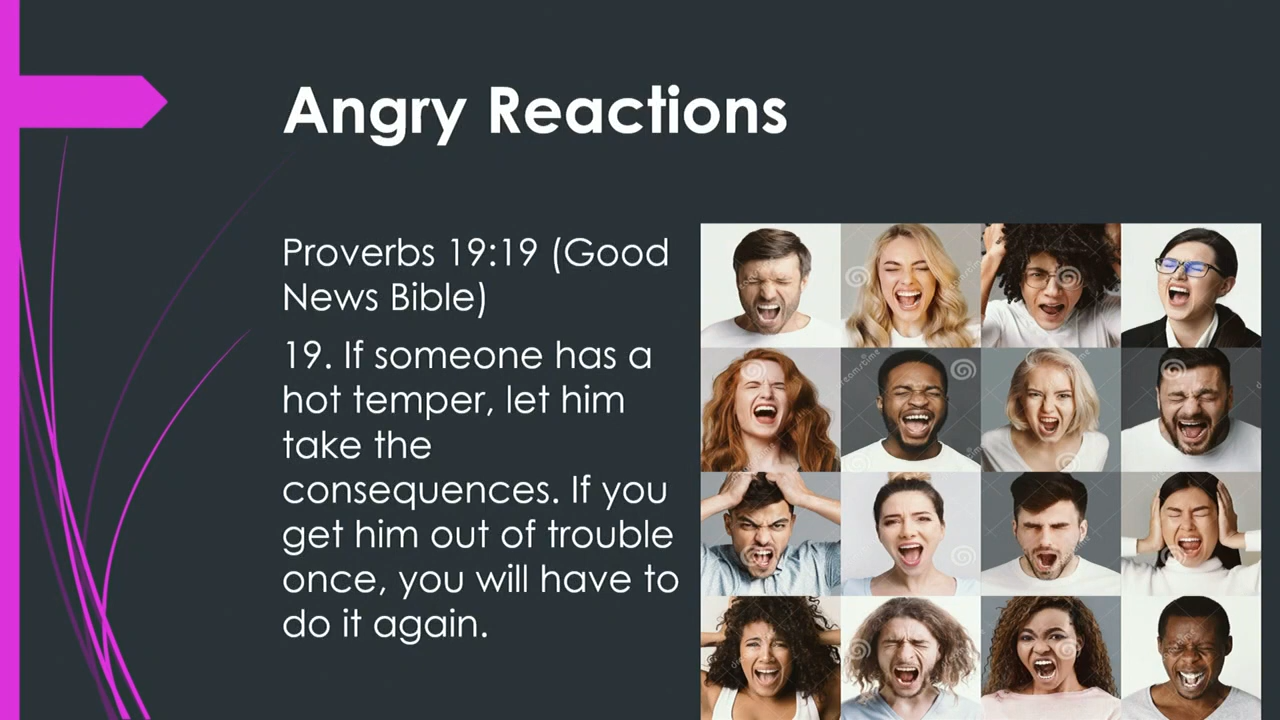 Angry Reactions
Proverbs 19:19 (Good
News Bible)
19. If someone has a
hot temper, let him
take the
consequences. If you
get him out of trouble
once, you will have to
do it again.
dreamstime